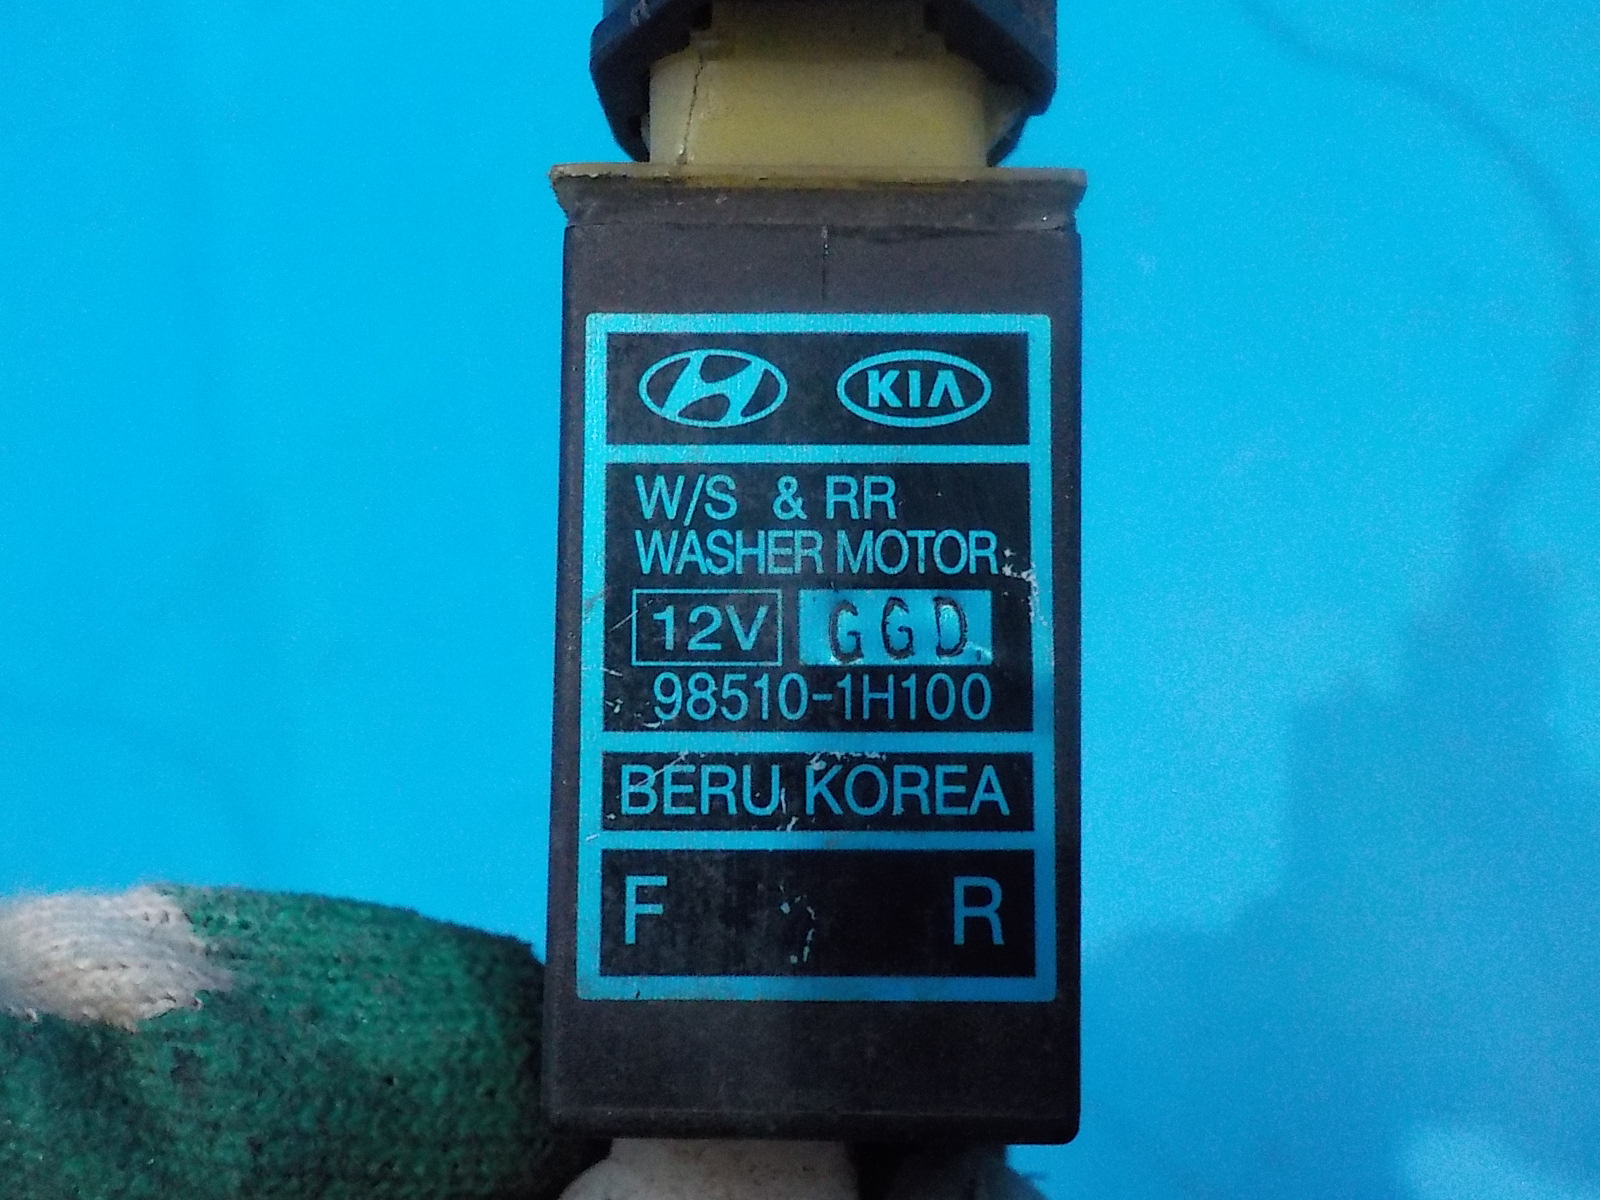 KIA
W/S & RR
WASHER MOTOR
12V GGD
98510-1H100
BERU KOREA
F R